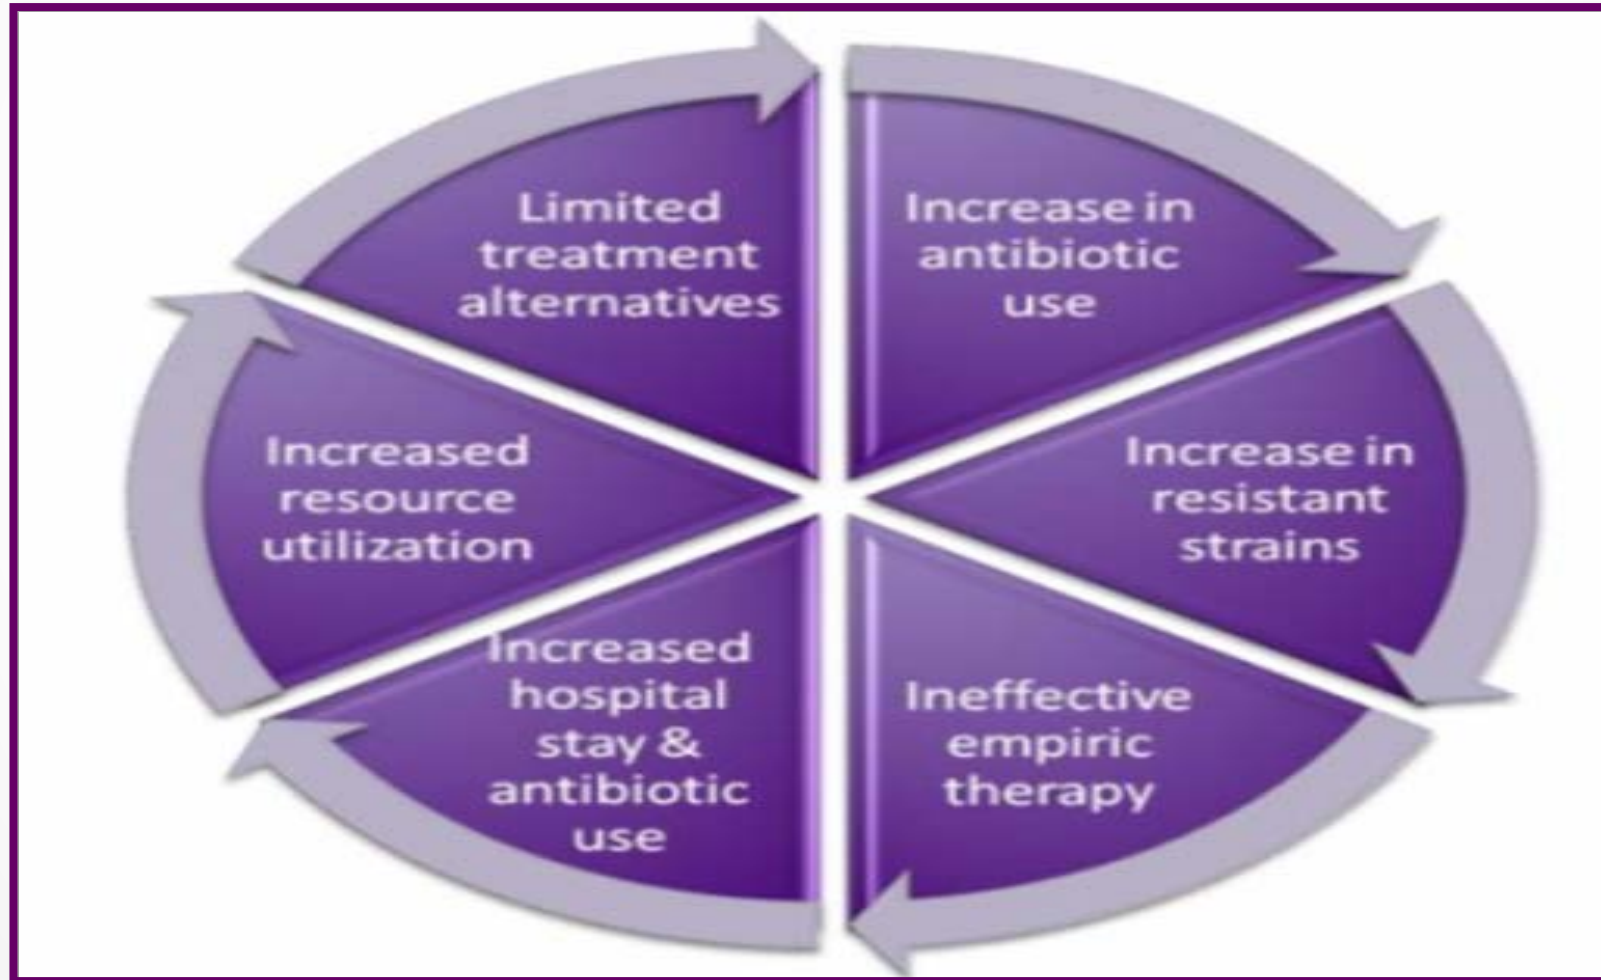 Limited
treatment
alternatives
Increase in
antibiotic
use
Increase in
resistant
strains
Ineffective
empiric
therapy
Increased
hospital
stay &
antibiotic
use
Increased
resource
utilization